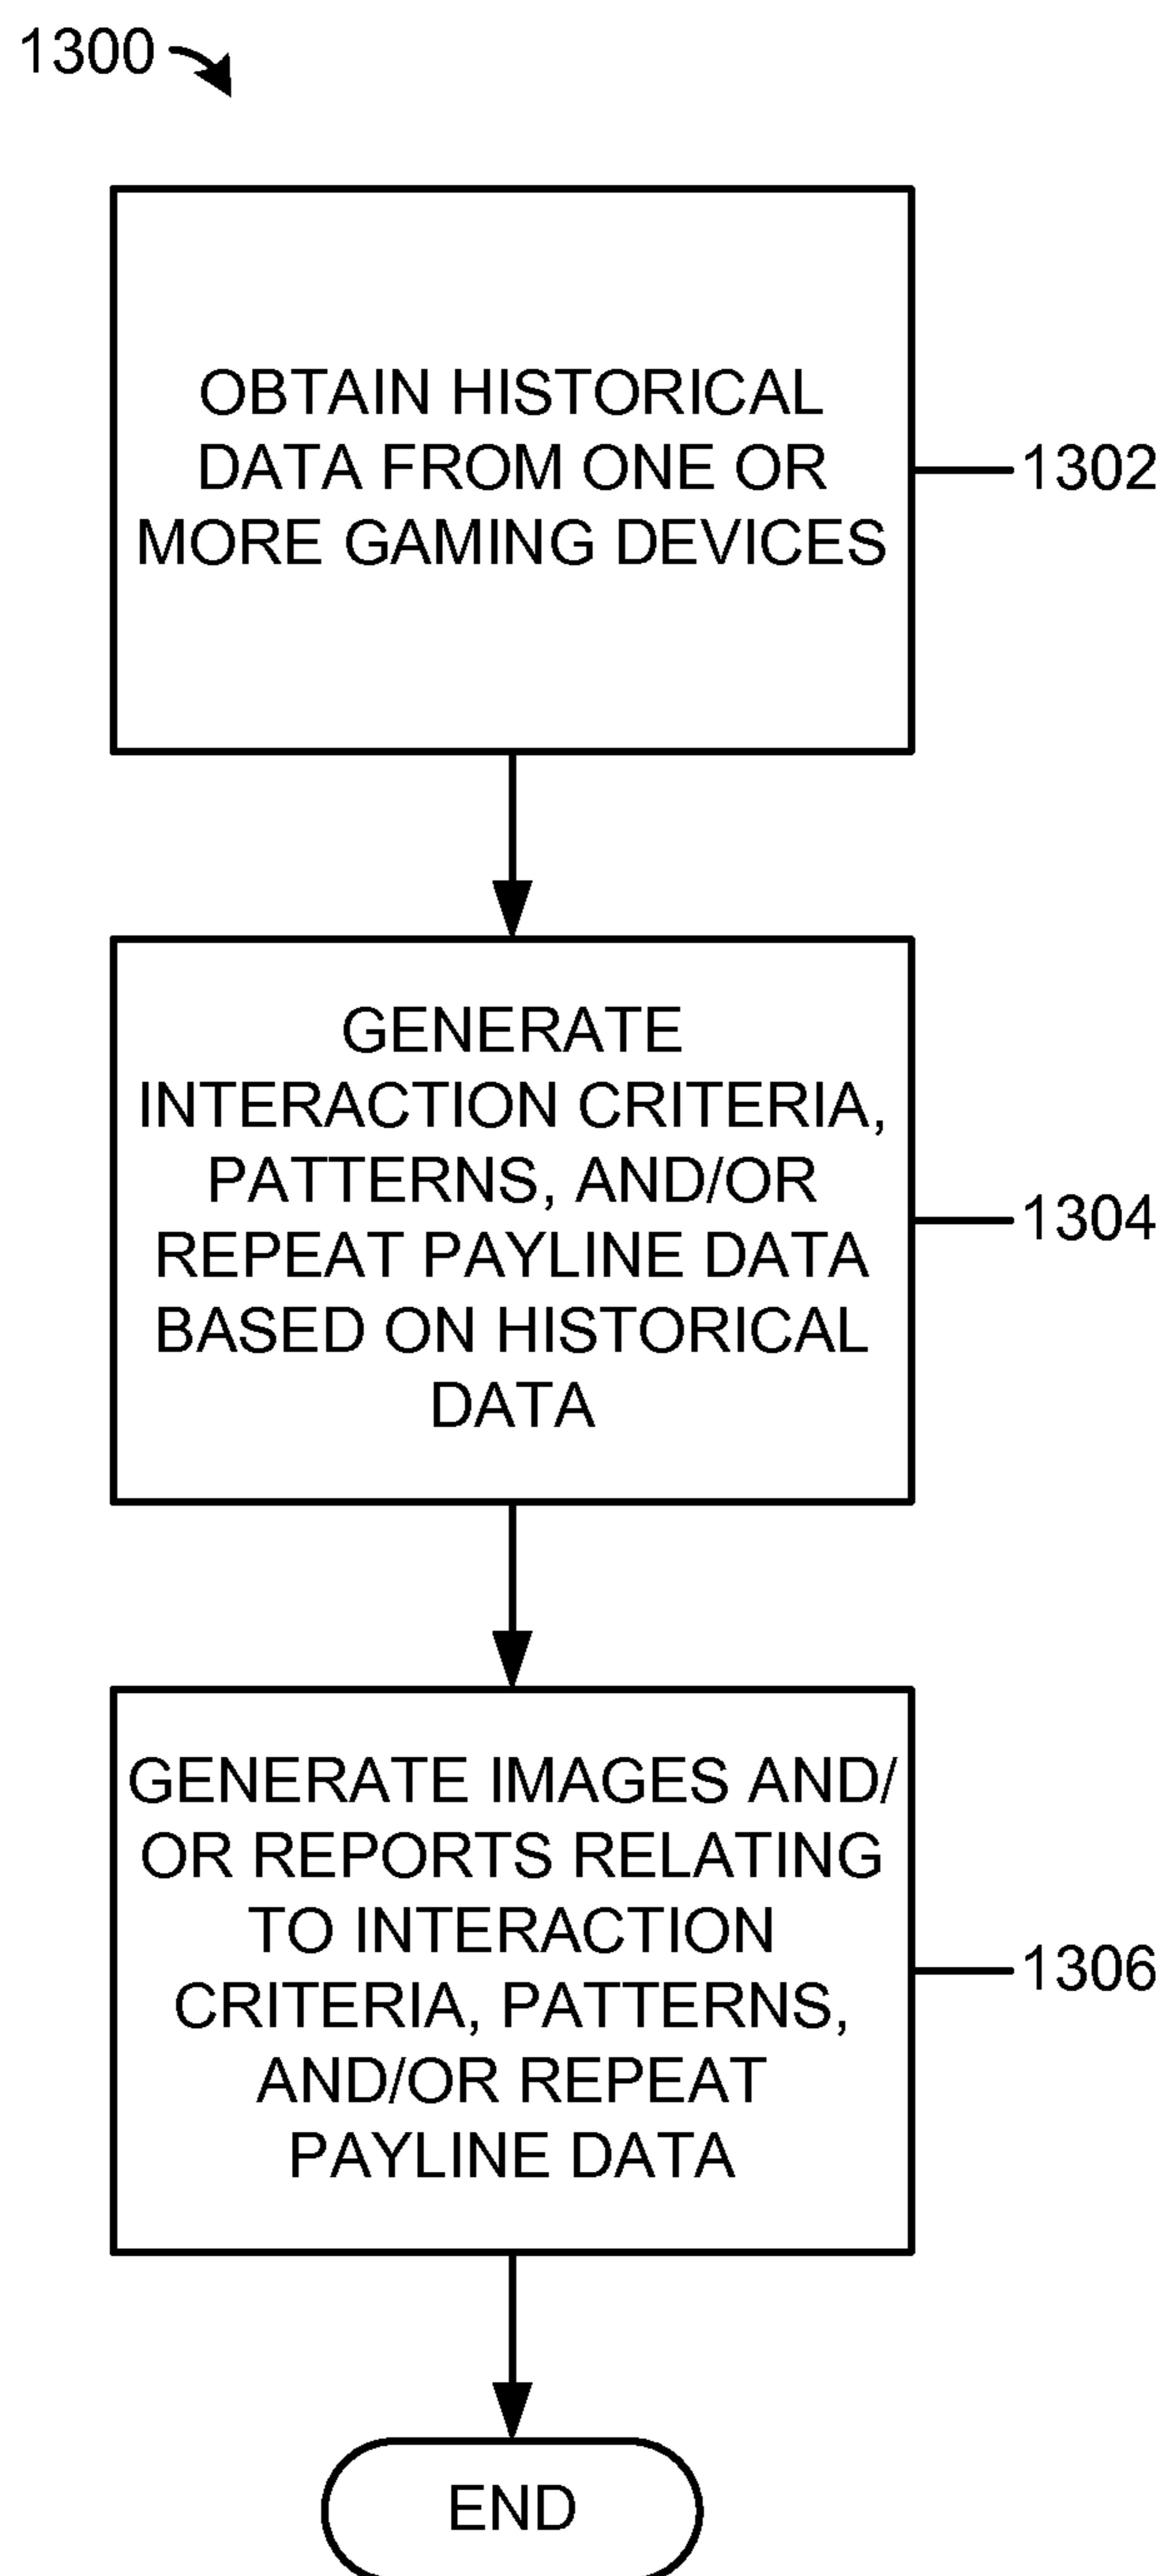 1300
OBTAIN HISTORICAL
DATA FROM ONE OR
MORE GAMING DEVICES
1302
GENERATE
INTERACTION CRITERIA,
PATTERNS, AND/OR
REPEAT PAYLINE DATA
BASED ON HISTORICAL
DATA
1304
GENERATE IMAGES AND/
OR REPORTS RELATING
TO INTERACTION
CRITERIA, PATTERNS,
AND/OR REPEAT
PAYLINE DATA
1306
END